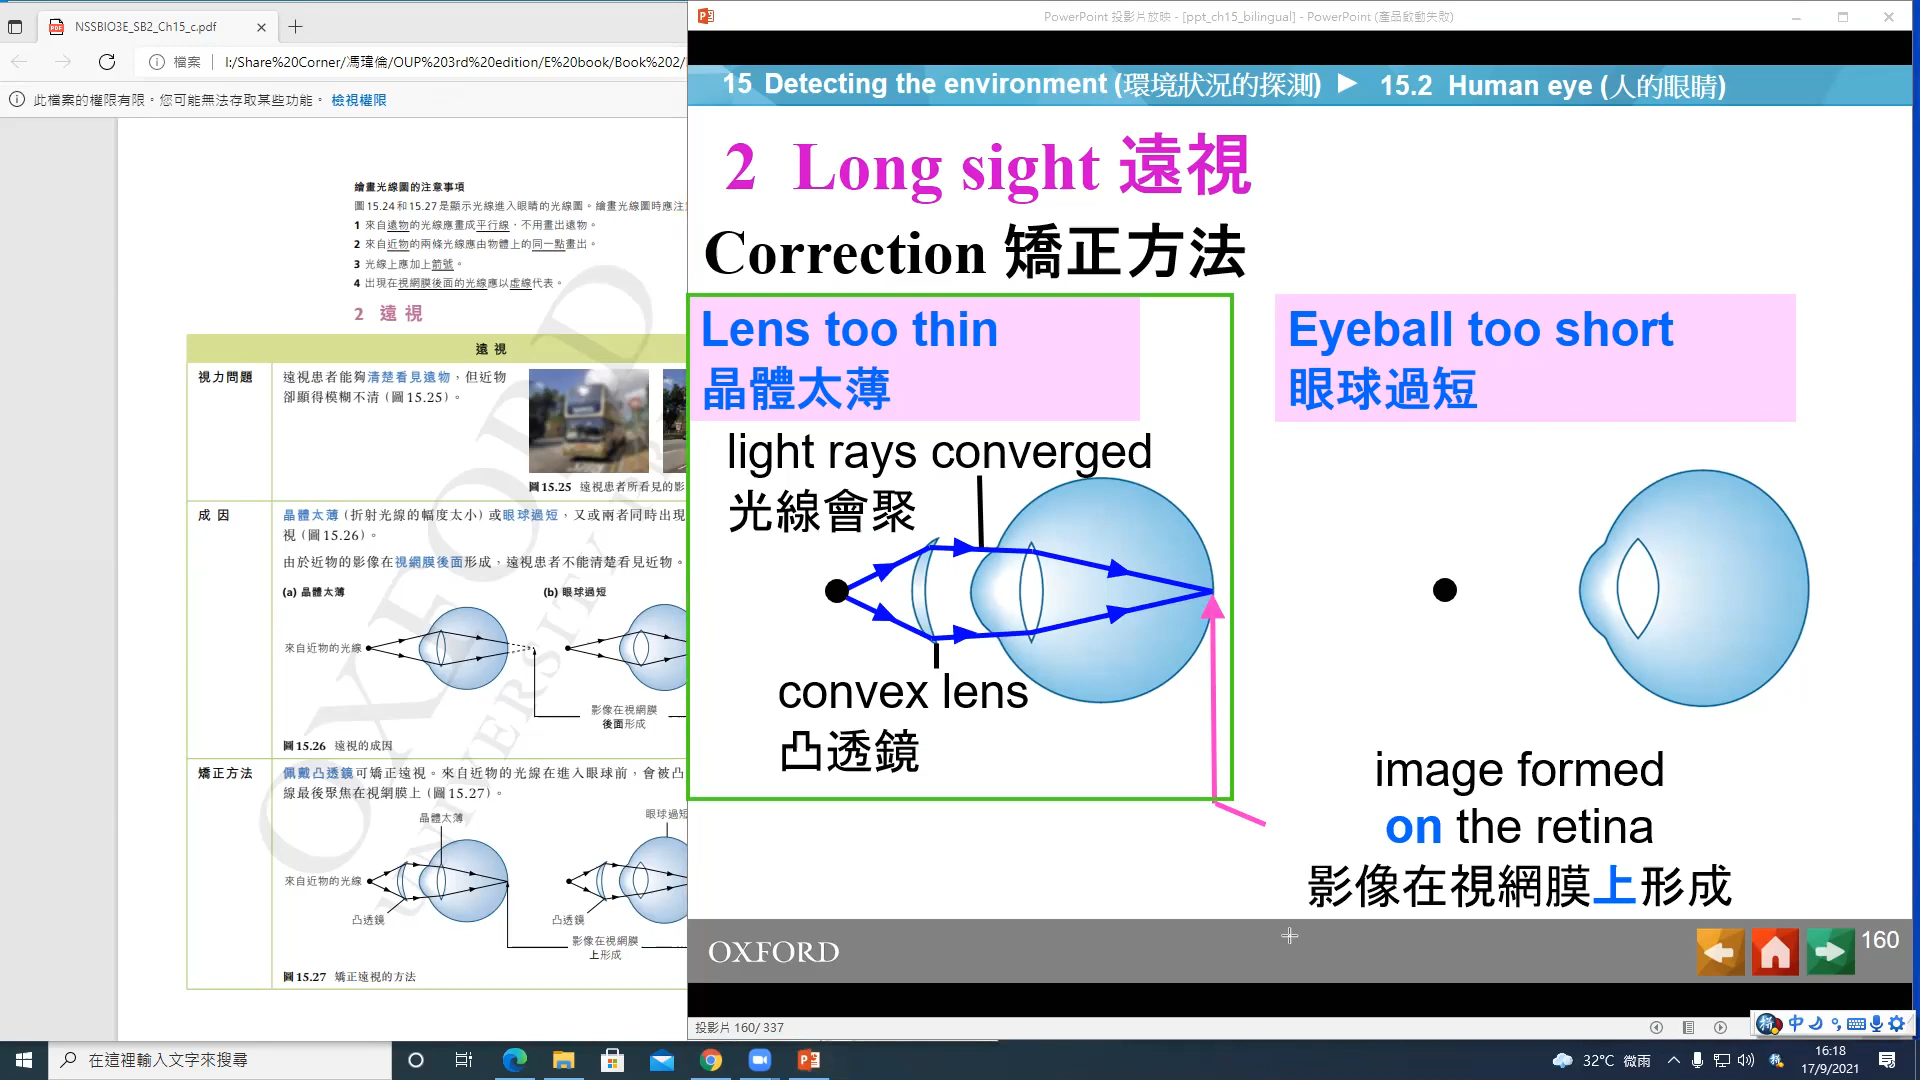 NSSBIO3E_SB2_Ch15_c.pdf
檔案
I:/Share%20Corner/馮瑋倫/OUP%203rd%20edition/E%20book/Book%202/
此檔案的權限有限。您可能無法存取某些功能。 檢視權限
繪畫光線圖的注意事項
圖 15.24 和 15.27 是顯示光線進入眼睛的光線圖。繪畫光線圖時應注
1 來自遠物的光線應畫成平行線,不用畫出遠物。
2 來自近物的兩條光線應由物體上的同一點畫出。
3 光線上應加上箭號。
4 出現在視網膜後面的光線應以虛線代表。
2 遠視
遠視
視力問題
遠視患者能夠清楚看見遠物,但近物
卻顯得模糊不清 (圖 15.25)。
圖15.25 遠視患者所看見的影
成因
晶體太薄 (折射光線的幅度太小) 或眼球過短,又或兩者同時出現
視 (圖 15.26)。
由於近物的影像在視網膜後面形成,遠視患者不能清楚看見近物。
(a) 晶體太薄
(b) 眼球過短
來自近物的光線
影像在視網膜
後面形成
圖15.26 遠視的成因
矯正方法
佩戴凸透鏡可矯正遠視。來自近物的光線在進入眼球前,會被凸
線最後聚焦在視網膜上 (圖 15.27)。
晶體太薄
眼球過短
來自近物的光線
凸透鏡
凸透鏡
影像在視網膜
上形成
圖15.27 矯正遠視的方法
OXFORD
UNIVERSITY
PowerPoint 投影片放映 - [ppt_ch15_bilingual] - PowerPoint (產品啟動失敗)
15 Detecting the environment (環境狀況的探測) ► 15.2 Human eye (人的眼睛)
2 Long sight 遠視
Correction 矯正方法
Lens too thin
晶體太薄
light rays converged
光線會聚
convex lens
凸透鏡
Eyeball too short
眼球過短
image formed
on the retina
影像在視網膜上形成
OXFORD
160
投影片 160/ 337
中
在這裡輸入文字來搜尋
32°C 微雨
16:18
17/9/2021